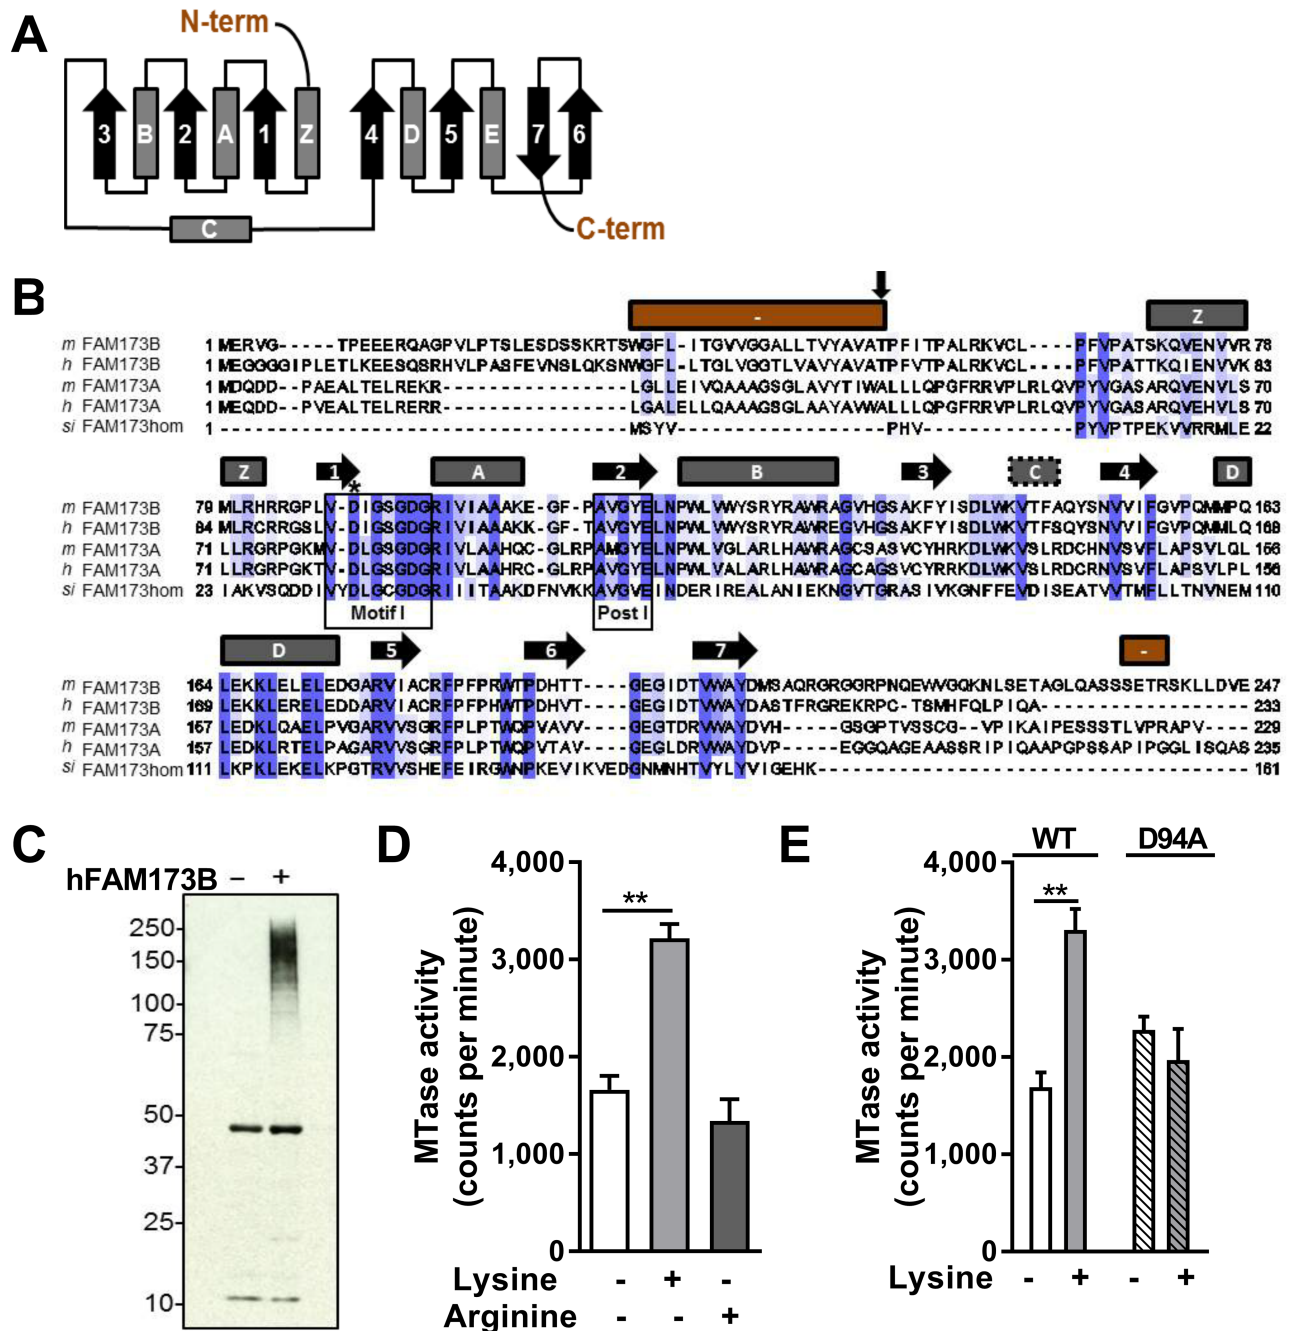 A
N-term
3 B 2 A 1 Z 4 D 5 E 7 6
C
C-term
B
- Z
m FAM173B 1 MERVG-----TPEEERQAGPVLPTSLESDSSKRTSWGFL-ITGVVGGALLTVYAVATPFITPALRKVCL----PFVPATSKQVENVVR 78
h FAM173B 1 MEGGGGIPLETLKEESQSRHVLPASFEVNSLQKSNWGFL-LTGLVGGTLVAVYAVATPFVTPALRKVCL----PFVPATTKQIENVVK 83
m FAM173A 1 MDQDD--PAEALTELREKR----------------LGLLEIVQAAAGSGLAVYTIWALLLQPGFRRVPLRLQVPYVGASARQVENVLS 70
h FAM173A 1 MEQDD--PVEALTELRERR----------------LGALELLQAAAGSGLAAYAVWALLLQPGFRRVPLRLQVPYVGASARQVEHVLS 70
si FAM173hom 1 -----------------------------------MSYV------------------PHV-------------PYVPTPEKVVRRMLE 22
Z 1 A 2 B 3 C 4 D
*
m FAM173B 79 MLRHRRGPLV-DIGSGDGRIVIAAAKE-GF-PAVGYELNPWLVWYSRYRAWREGVHGSAKFYISDLWKVTFAQYSNVVIFGVPQMMPQ 163
h FAM173B 84 MLRCRRGSLV-DIGSGDGRIVIAAAKK-GF-TAVGYELNPWLVWYSRYRAWREGVHGSAKFYISDLWKVTFSQYSNVVIFGVPQMMLQ 168
m FAM173A 71 LLRGRPGKMV-DLGSGDGRIVLAAHQC-GLRPAMGYELNPWLVGLARLHAWRAGCSASVCYHRKDLWKVSLRDCHNVSVFLAPSVLQL 156
h FAM173A 71 LLRGRPGKTV-DLGSGDGRIVLAAHRC-GLRPAVGYELNPWLVALARLHAWRAGCAGSVCYRRKDLWKVSLRDCRNVSVFLAPSVLPL 156
si FAM173hom 23 IAKVSQDDIVYDLGCGDGRIIITAAKDFNVKKAVGVEINDERIREALANIEKNGVTGRASIVKGNFFEVDISEATVVTMFLLTNVNEM 110
Motif I Post I
D 5 6 7 -
m FAM173B 164 LEKKLELELEDGARVIACRFPFPRWTPDHTT----GEGIDTVWAYDMSAQRGRGGRPNQEWVGQKNLSETAGLQASSSETRSKLLDVE 247
h FAM173B 169 LEKKLERELEDDARVIACRFPFPHWTPDHVT----GEGIDTVWAYDASTFRGREKRPC-TSMHFQLPIQA------------------ 233
m FAM173A 157 LEDKLQAELPVGARVVSGRFPLPTWQPVAVV----GEGTDRVWAYDVH---GSGPTVSSCG---VPIKAIPESSSTLVPRAPV----- 229
h FAM173A 157 LEDKLRTELPAGARVVSGRFPLPTWQPVTAV----GEGLDRVWAYDVP------EGGQAGEAASSRIPIQAAPGPSSAPIPGGLISQAS 235
si FAM173hom 111 LKPKLEKELKPGTRVVSHEFEIRGWNPKEVIKVEDGNMNHTVYLYVIGEHK------------------------------------- 161
C
hFAM173B – +
250-
150-
100-
75-
50-
37-
25-
10-
D
MTase activity
(counts per minute)
4,000
3,000
2,000
1,000
0
**
Lysine - + -
Arginine - - +
E
WT D94A
MTase activity
(counts per minute)
4,000
3,000
2,000
1,000
0
**
Lysine - + - +